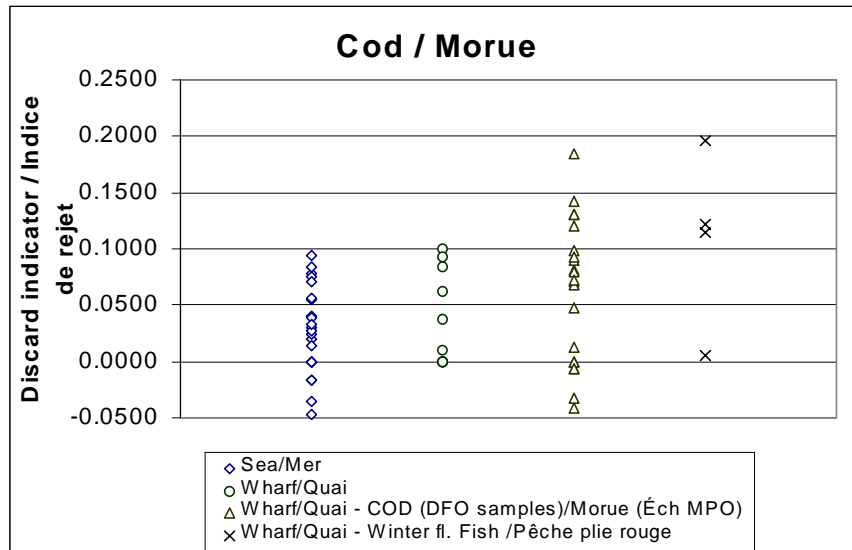 Cod / Morue
Discard indicator / Indice
de rejet
0.2500
0.2000
0.1500
0.1000
0.0500
0.0000
-0.0500
Sea/Mer
Wharf/Quai
Wharf/Quai - COD (DFO samples)/Morue (Éch MPO)
Wharf/Quai - Winter fl. Fish /Pêche plie rouge